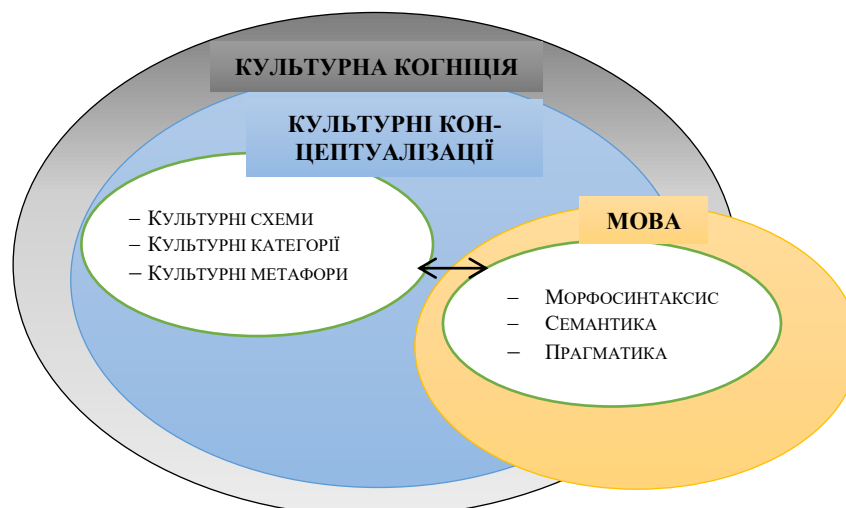 КУЛЬТУРНА КОГНІЦІЯ
КУЛЬТУРНІ КОН-
ЦЕПТУАЛІЗАЦІЇ
– КУЛЬТУРНІ СХЕМИ
– КУЛЬТУРНІ КАТЕГОРІЇ
– КУЛЬТУРНІ МЕТАФОРИ
МОВА
– МОРФОСИНТАКСИС
– СЕМАНТИКА
– ПРАГМАТИКА